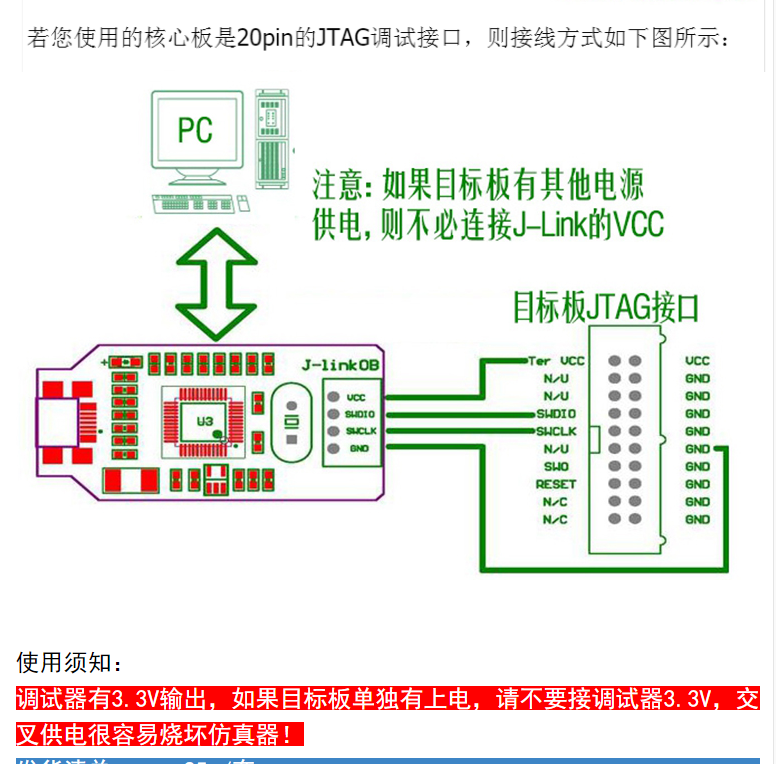 若您使用的核心板是20pin的JTAG调试接口，则接线方式如下图所示：
PC
注意：如果目标板有其他电源
供电，则不必连接J-Link的VCC
目标板JTAG接口
J-linkOB
U3
VCC
SWDIO
SWCLK
GND
Ter VCC VCC
N/U GND
N/U GND
SWDIO GND
SWCLK GND
N/U GND
SWO GND
RESET GND
N/C GND
N/C GND
使用须知：
调试器有3.3V输出，如果目标板单独有上电，请不要接调试器3.3V，交
叉供电很容易烧坏仿真器！